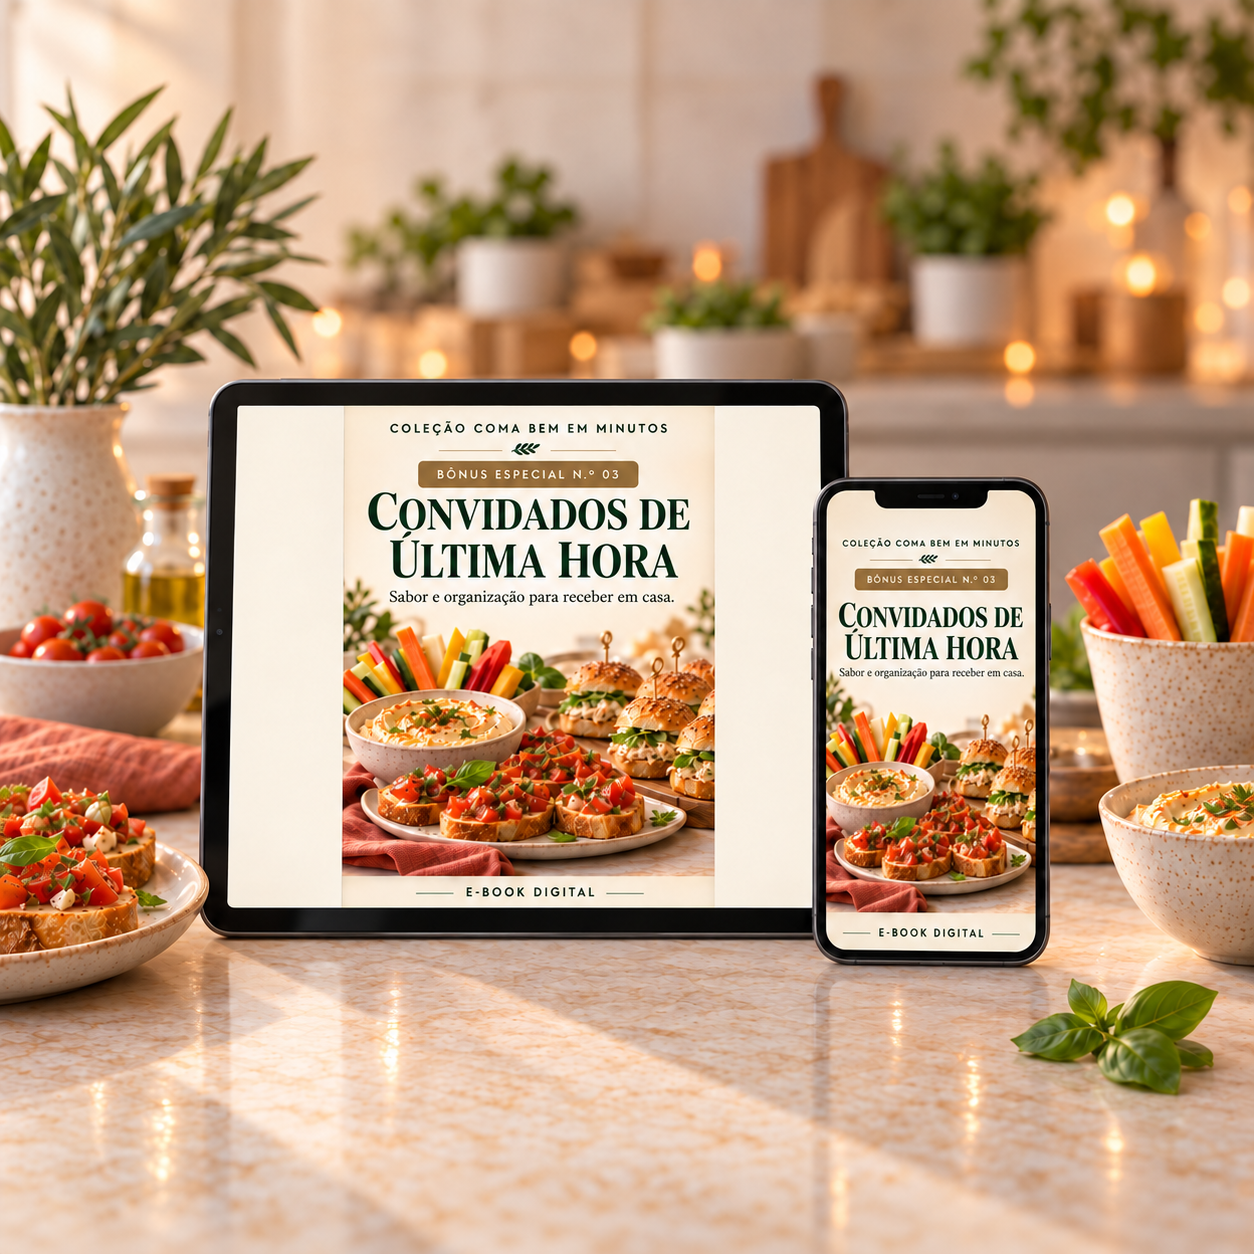 COLEÇÃO COMA BEM EM MINUTOS
BÔNUS ESPECIAL N.º 03
CONVIDADOS DE
ÚLTIMA HORA
Sabor e organização para receber em casa.
E-BOOK DIGITAL
COLEÇÃO COMA BEM EM MINUTOS
BÔNUS ESPECIAL N.º 03
CONVIDADOS DE
ÚLTIMA HORA
Sabor e organização para receber em casa.
E-BOOK DIGITAL